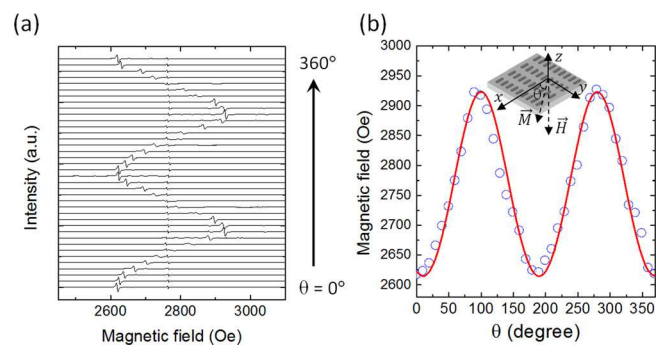 (a)
360°
θ = 0°
Intensity (a.u.)
2600 2800 3000
Magnetic field (Oe)
(b)
3000
2950
2900
2850
2800
2750
2700
2650
2600
Magnetic field (Oe)
z
θ
x
y
M
H
0 50 100 150 200 250 300 350
θ (degree)